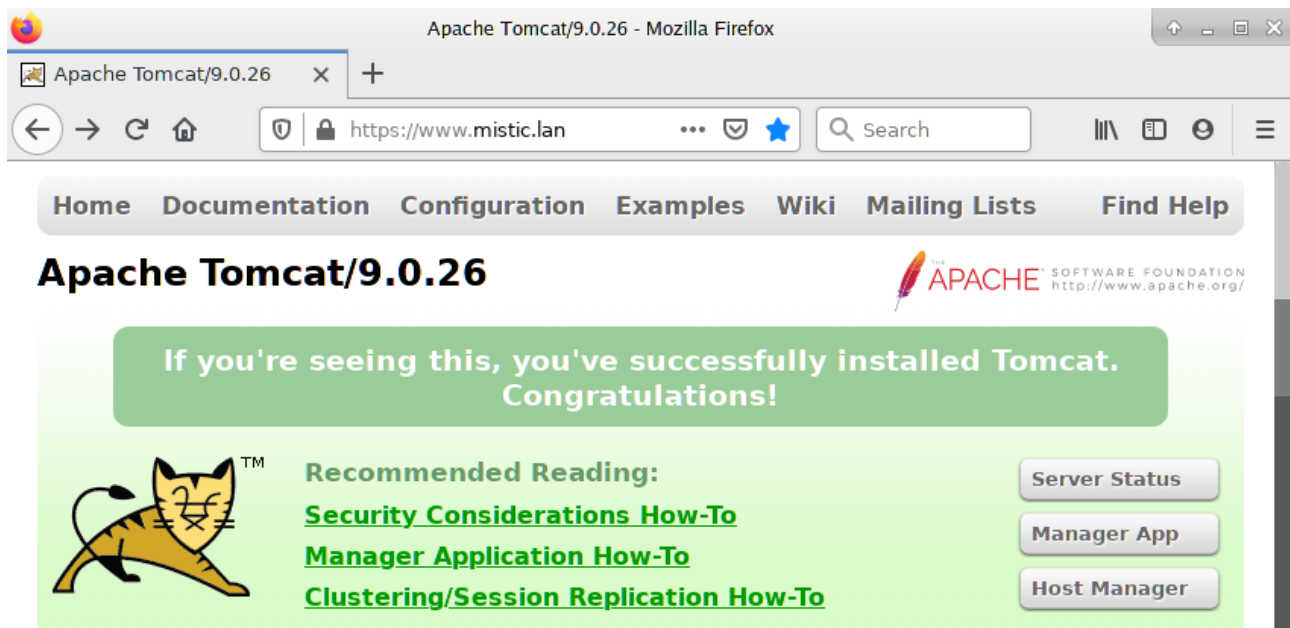 Apache Tomcat/9.0.26 - Mozilla Firefox
Apache Tomcat/9.0.26
https://www.mistic.lan
Search
Home Documentation Configuration Examples Wiki Mailing Lists Find Help
Apache Tomcat/9.0.26
THE
APACHE SOFTWARE FOUNDATION
http://www.apache.org/
If you're seeing this, you've successfully installed Tomcat.
Congratulations!
TM
Recommended Reading:
Security Considerations How-To
Manager Application How-To
Clustering/Session Replication How-To
Server Status
Manager App
Host Manager